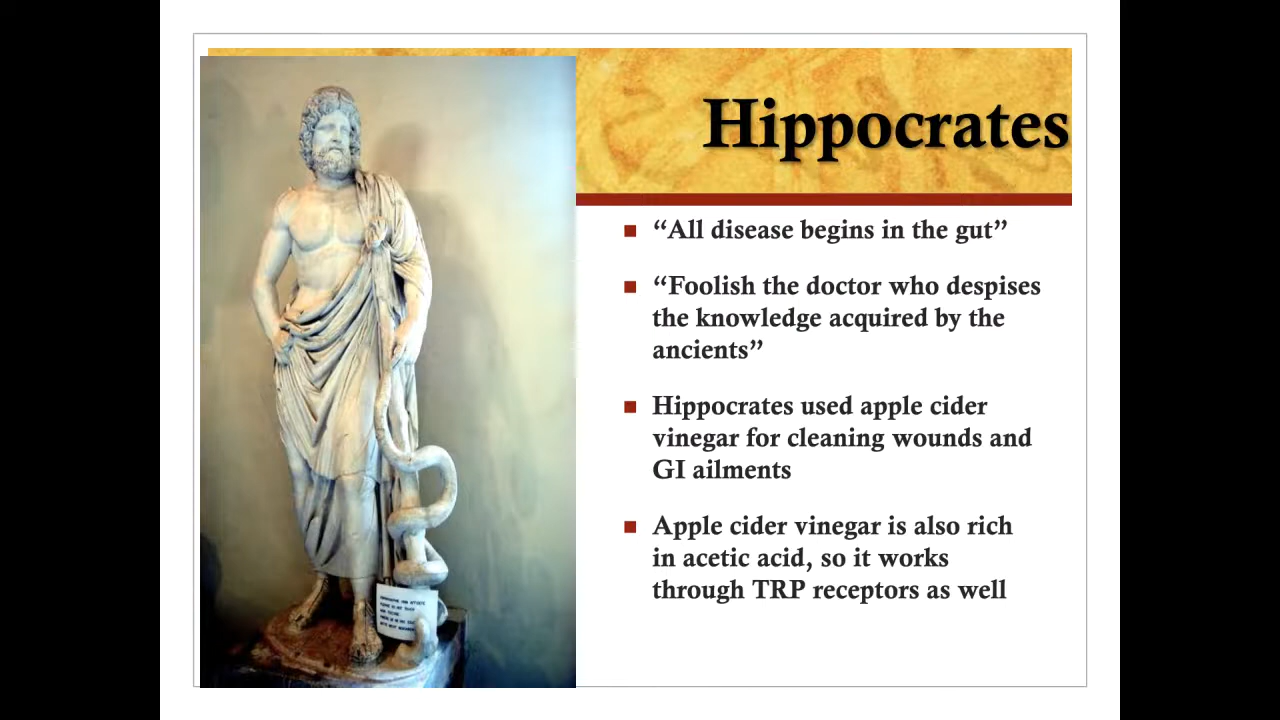 Hippocrates
“All disease begins in the gut”
“Foolish the doctor who despises
the knowledge acquired by the
ancients”
Hippocrates used apple cider
vinegar for cleaning wounds and
GI ailments
Apple cider vinegar is also rich
in acetic acid, so it works
through TRP receptors as well